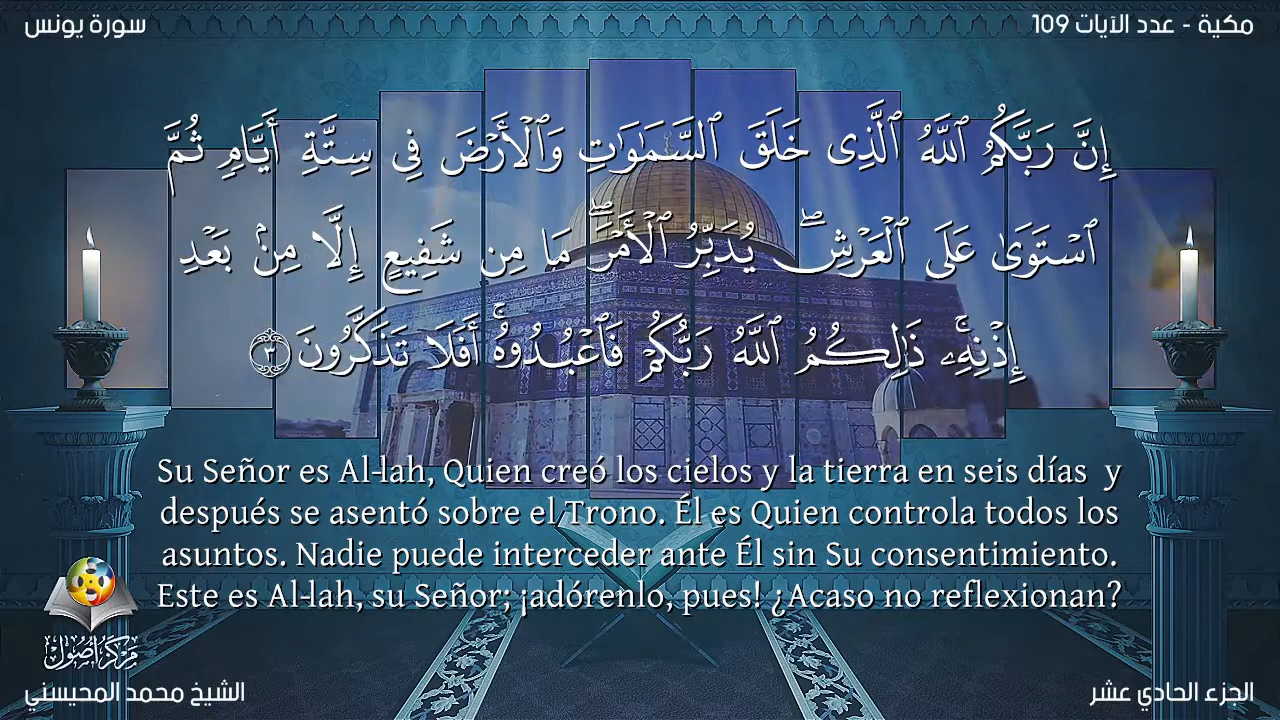 سورة يونس
مكية - عدد الآيات 109
إِنَّ رَبَّكُمُ ٱللَّهُ ٱلَّذِى خَلَقَ ٱلسَّمَـٰوَٰتِ وَٱلْأَرْضَ فِى سِتَّةِ أَيَّامٍ ثُمَّ
ٱسْتَوَىٰ عَلَى ٱلْعَرْشِ ۖ يُدَبِّرُ ٱلْأَمْرَ ۖ مَا مِن شَفِيعٍ إِلَّا مِنۢ بَعْدِ
إِذْنِهِۦ ۚ ذَٰلِكُمُ ٱللَّهُ رَبُّكُمْ فَٱعْبُدُوهُ ۚ أَفَلَا تَذَكَّرُونَ ٣
Su Señor es Al-lah, Quien creó los cielos y la tierra en seis días y
después se asentó sobre el Trono. Él es Quien controla todos los
asuntos. Nadie puede interceder ante Él sin Su consentimiento.
Este es Al-lah, su Señor; ¡adórenlo, pues! ¿Acaso no reflexionan?
مركز أصول
الشيخ محمد المحيسني
الجزء الحادي عشر